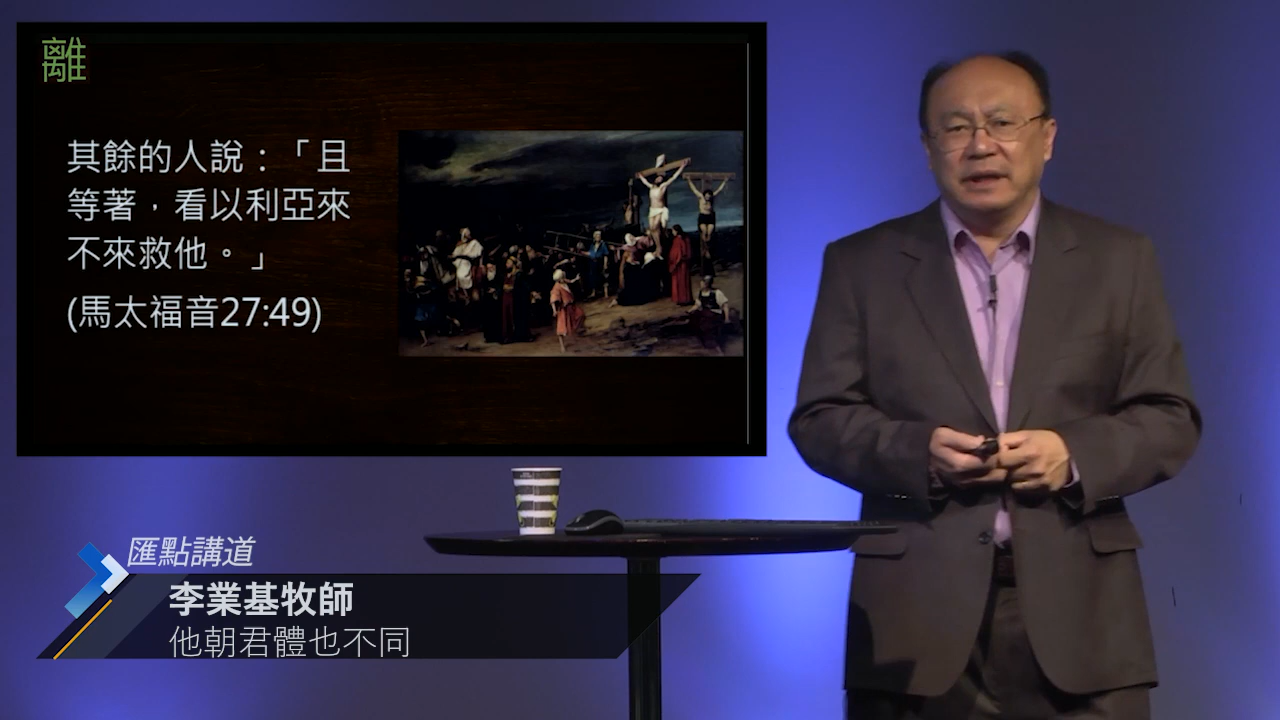 離
其餘的人說：「且
等著，看以利亞來
不來救他。」
(馬太福音27:49)
匯點講道
李業基牧師
他朝君體也不同